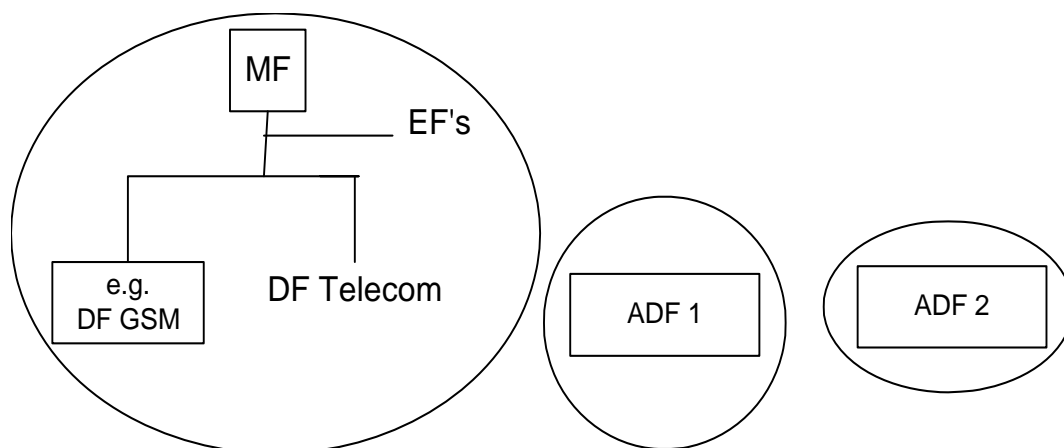 MF
EF's
e.g.
DF GSM
DF Telecom
ADF 1
ADF 2